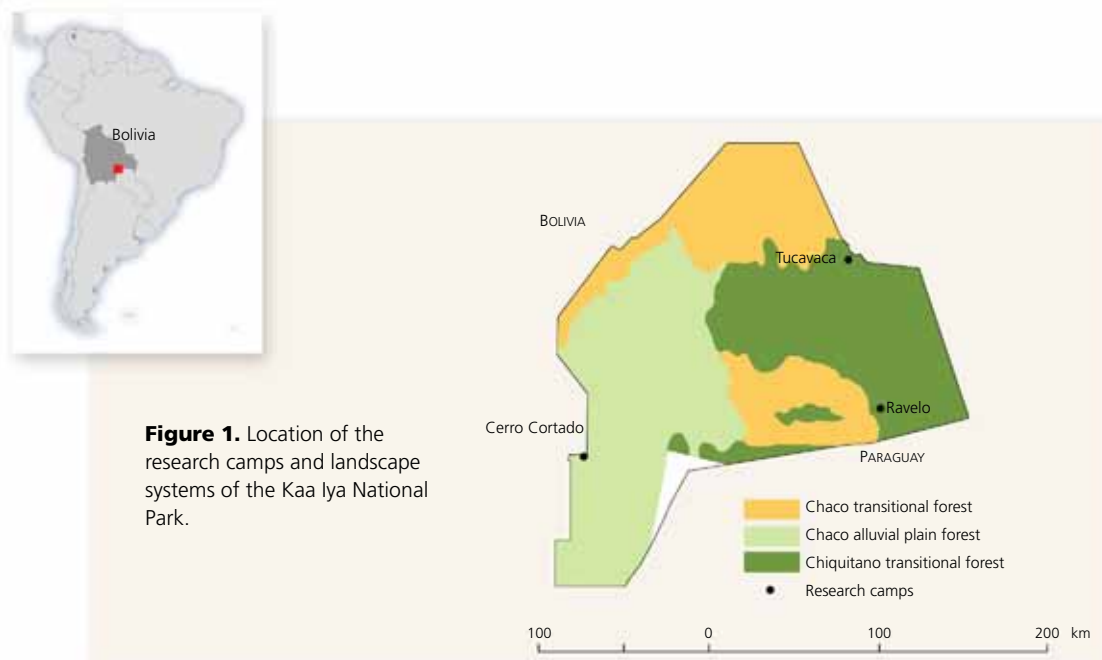 Bolivia
BOLIVIA
Tucavaca
Ravelo
Cerro Cortado
PARAGUAY
Figure 1. Location of the
research camps and landscape
systems of the Kaa Iya National
Park.
Chaco transitional forest
Chaco alluvial plain forest
Chiquitano transitional forest
Research camps
100 0 100 200 km